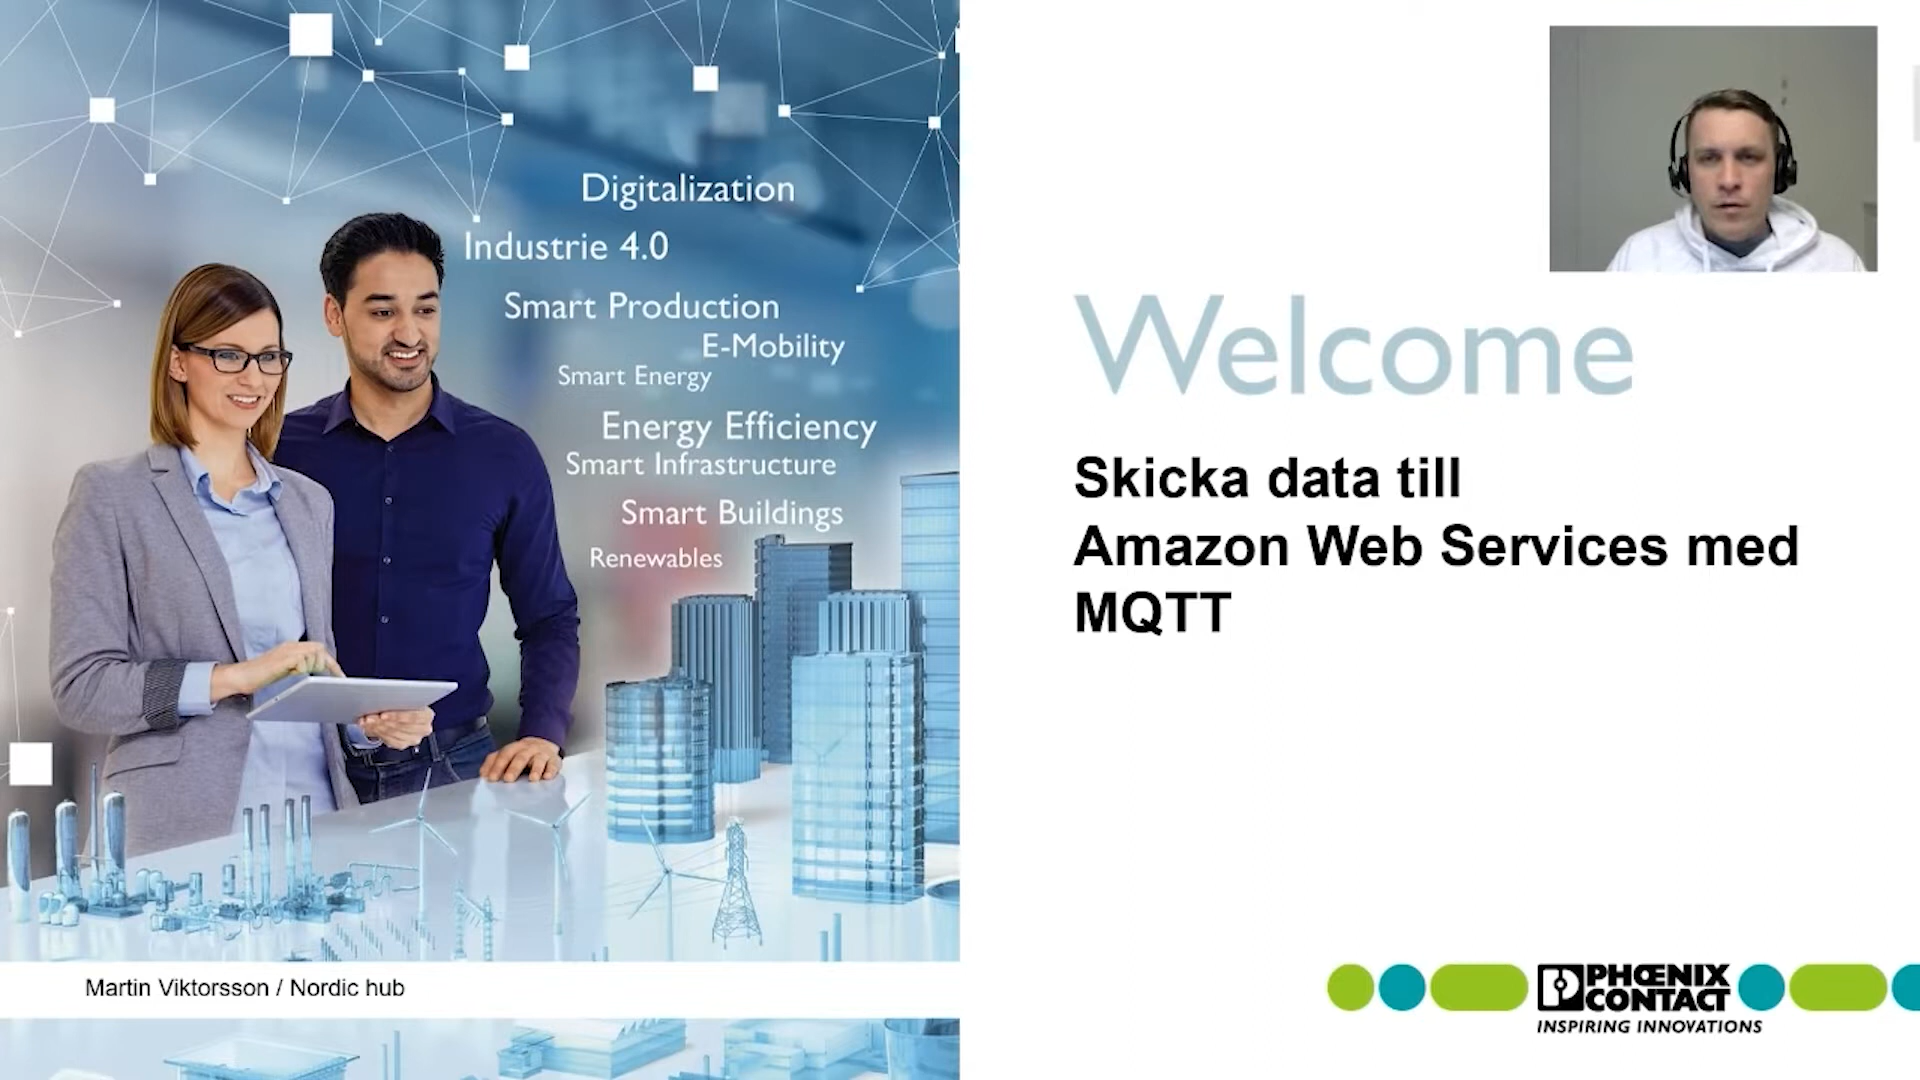 Digitalization
Industrie 4.0
Smart Production
E-Mobility
Smart Energy
Energy Efficiency
Smart Infrastructure
Smart Buildings
Renewables
Martin Viktorsson / Nordic hub
Welcome
Skicka data till
Amazon Web Services med
MQTT
PHŒNIX
CONTACT
INSPIRING INNOVATIONS